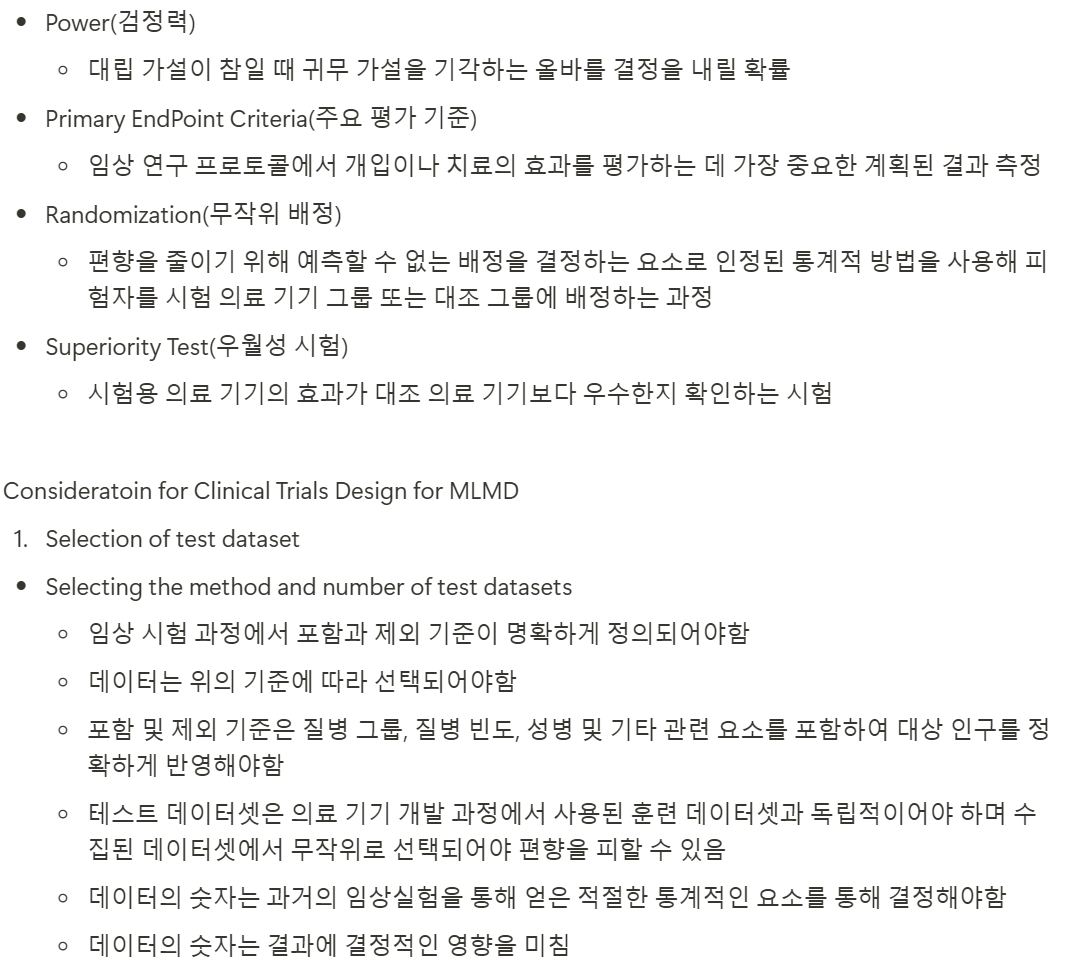 • Power(검정력)
◦ 대립 가설이 참일 때 귀무 가설을 기각하는 올바를 결정을 내릴 확률
• Primary EndPoint Criteria(주요 평가 기준)
◦ 임상 연구 프로토콜에서 개입이나 치료의 효과를 평가하는 데 가장 중요한 계획된 결과 측정
• Randomization(무작위 배정)
◦ 편향을 줄이기 위해 예측할 수 없는 배정을 결정하는 요소로 인정된 통계적 방법을 사용해 피
험자를 시험 의료 기기 그룹 또는 대조 그룹에 배정하는 과정
• Superiority Test(우월성 시험)
◦ 시험용 의료 기기의 효과가 대조 의료 기기보다 우수한지 확인하는 시험
Consideratoin for Clinical Trials Design for MLMD
1. Selection of test dataset
• Selecting the method and number of test datasets
◦ 임상 시험 과정에서 포함과 제외 기준이 명확하게 정의되어야함
◦ 데이터는 위의 기준에 따라 선택되어야함
◦ 포함 및 제외 기준은 질병 그룹, 질병 빈도, 성병 및 기타 관련 요소를 포함하여 대상 인구를 정
확하게 반영해야함
◦ 테스트 데이터셋은 의료 기기 개발 과정에서 사용된 훈련 데이터셋과 독립적이어야 하며 수
집된 데이터셋에서 무작위로 선택되어야 편향을 피할 수 있음
◦ 데이터의 숫자는 과거의 임상실험을 통해 얻은 적절한 통계적인 요소를 통해 결정해야함
◦ 데이터의 숫자는 결과에 결정적인 영향을 미침